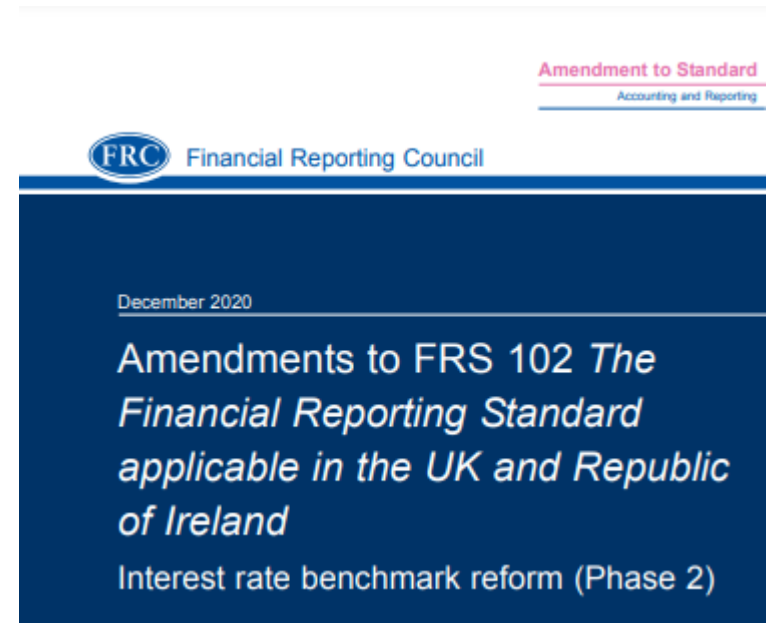 Amendment to Standard
Accounting and Reporting
FRC Financial Reporting Council
December 2020
Amendments to FRS 102 The
Financial Reporting Standard
applicable in the UK and Republic
of Ireland
Interest rate benchmark reform (Phase 2)